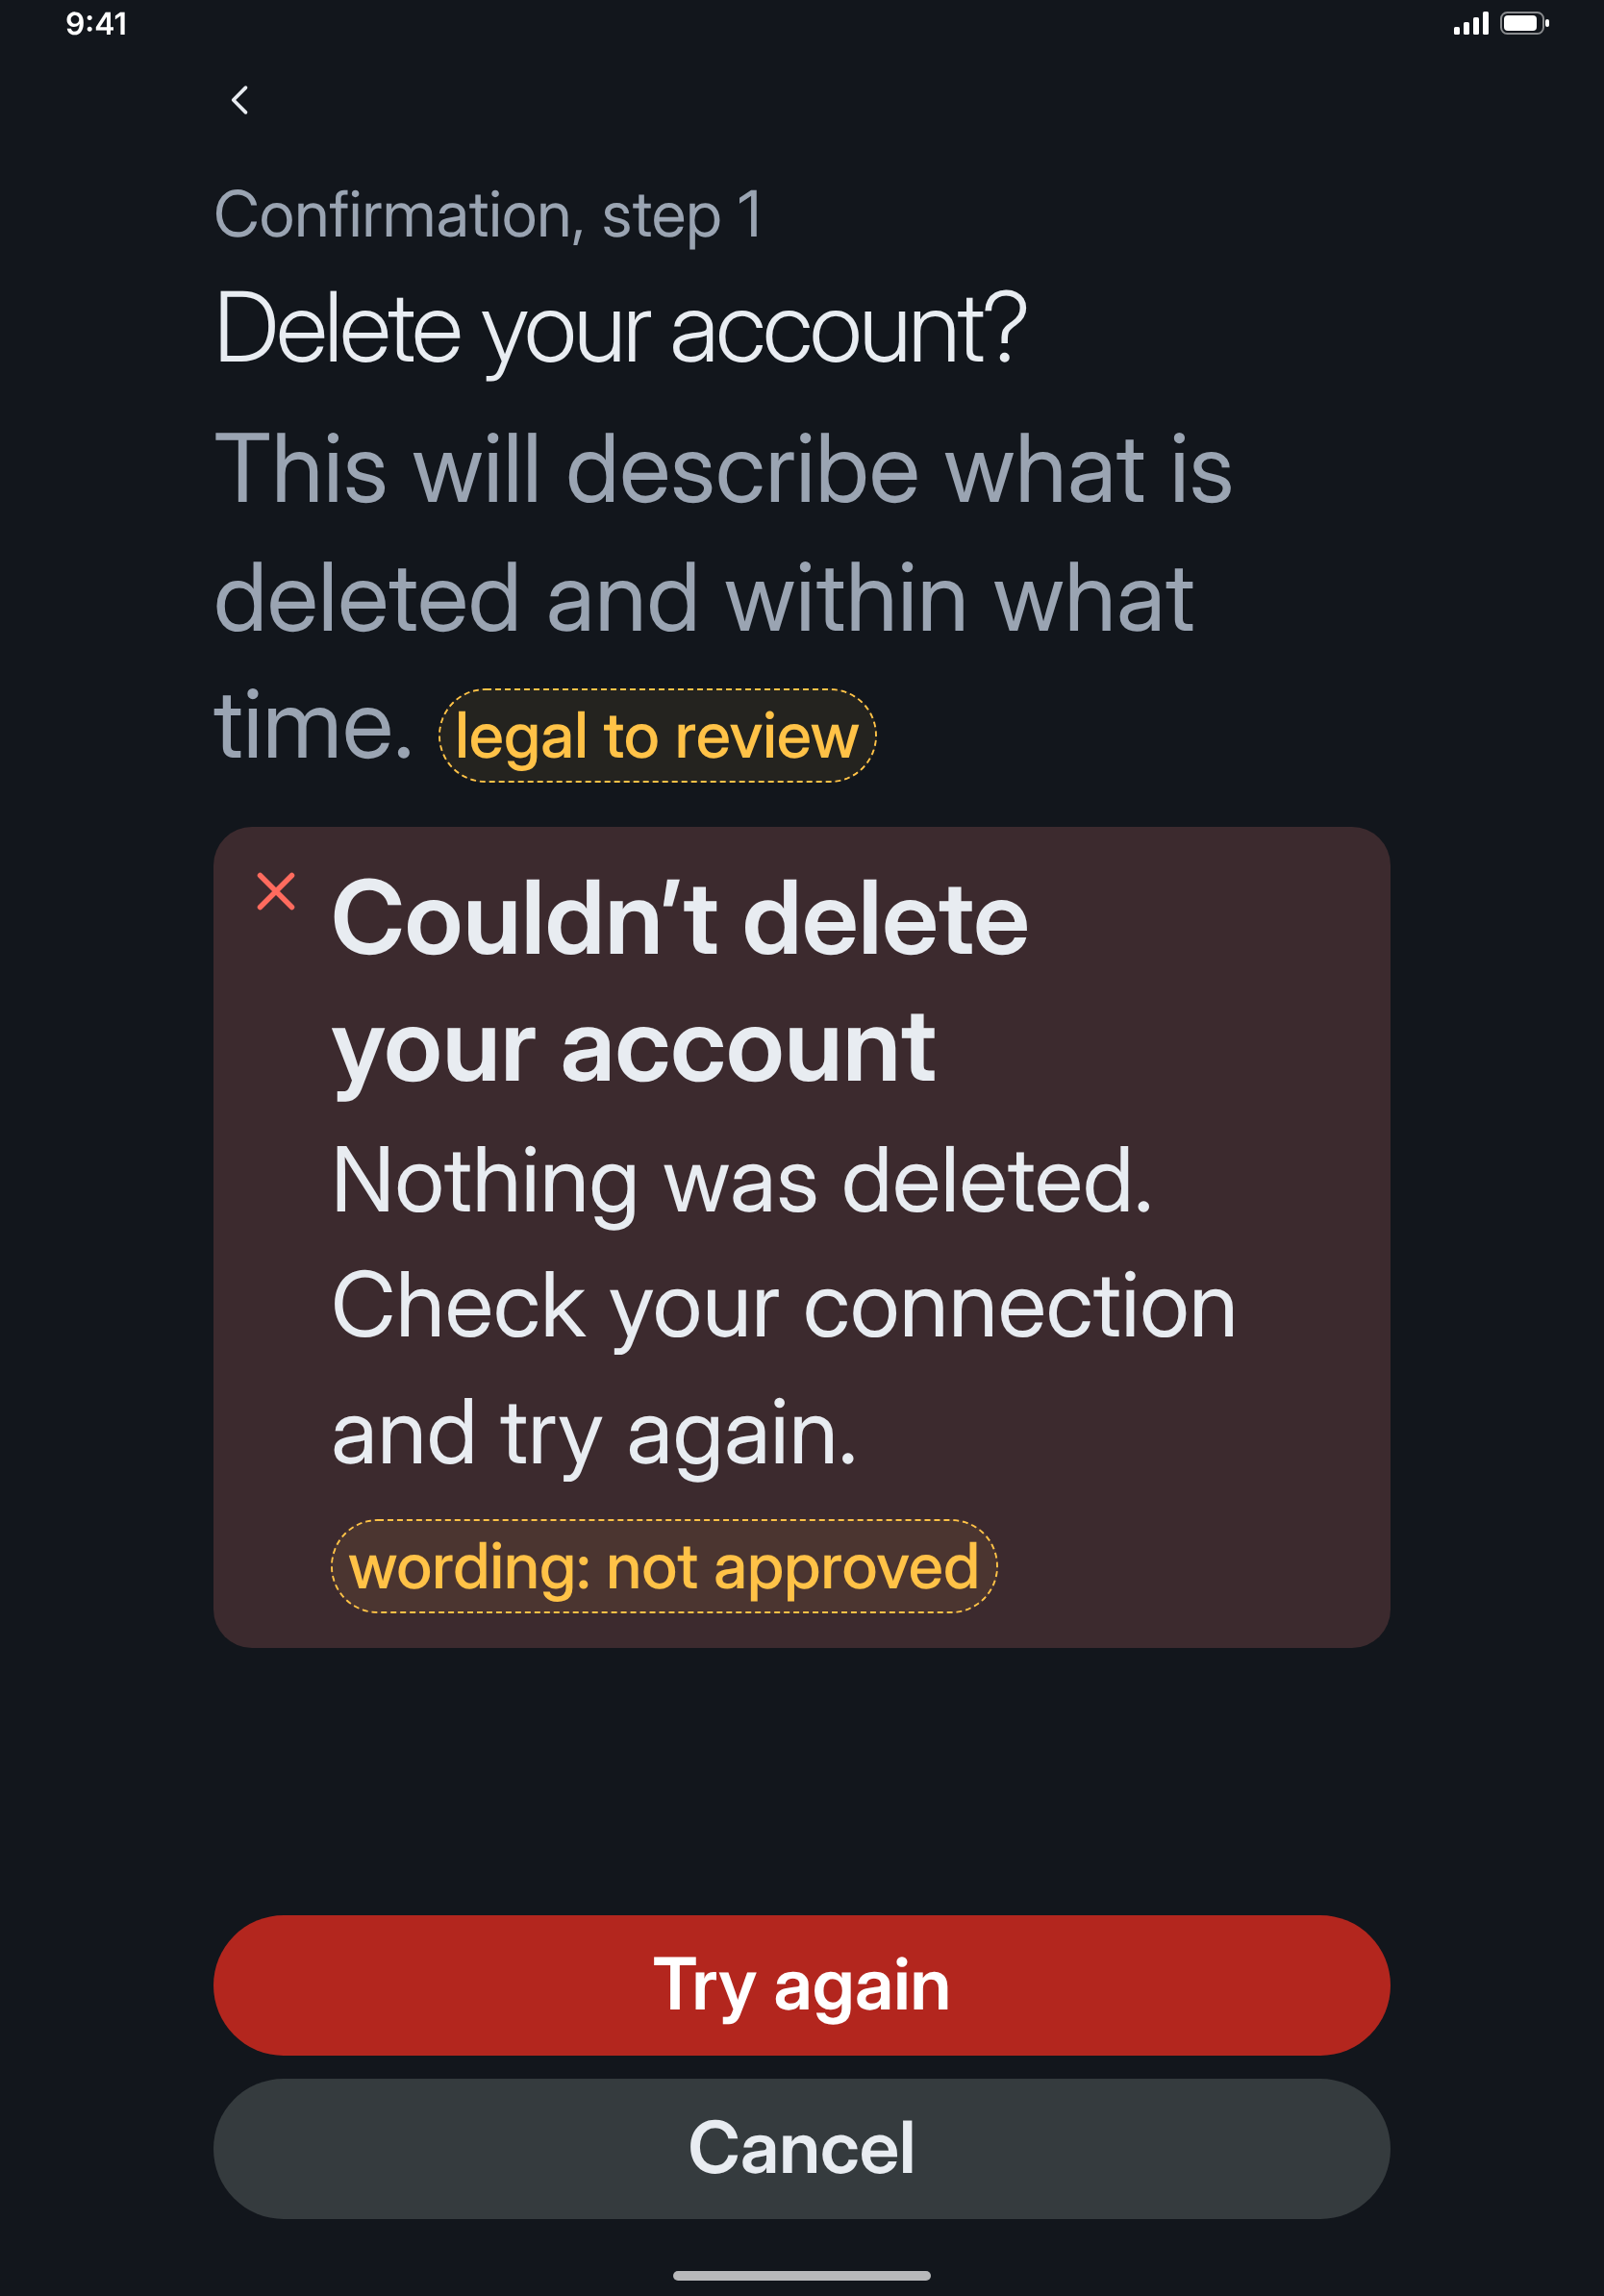 9:41
Confirmation, step 1
Delete your account?
This will describe what is
deleted and within what
time. legal to review
Couldn’t delete
your account
Nothing was deleted.
Check your connection
and try again.
wording: not approved
Try again
Cancel